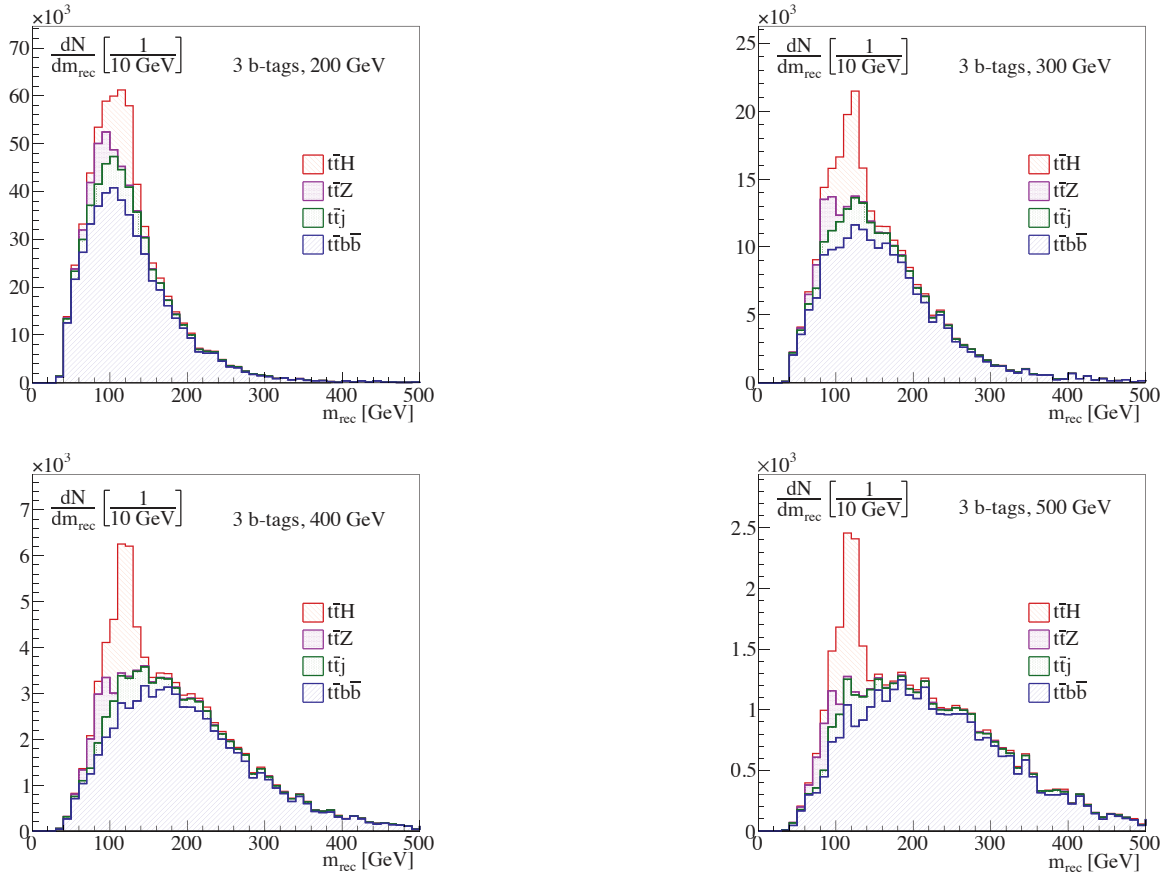 ×10³
dN/dm_rec [1/10 GeV]
3 b-tags, 200 GeV
70
60
50
40
30
20
10
0
tt̄H
tt̄Z
tt̄j
tt̄bb̄
0 100 200 300 400 500
m_rec [GeV]
×10³
dN/dm_rec [1/10 GeV]
3 b-tags, 300 GeV
25
20
15
10
5
0
tt̄H
tt̄Z
tt̄j
tt̄bb̄
0 100 200 300 400 500
m_rec [GeV]
×10³
dN/dm_rec [1/10 GeV]
3 b-tags, 400 GeV
7
6
5
4
3
2
1
0
tt̄H
tt̄Z
tt̄j
tt̄bb̄
0 100 200 300 400 500
m_rec [GeV]
×10³
dN/dm_rec [1/10 GeV]
3 b-tags, 500 GeV
2.5
2
1.5
1
0.5
0
tt̄H
tt̄Z
tt̄j
tt̄bb̄
0 100 200 300 400 500
m_rec [GeV]